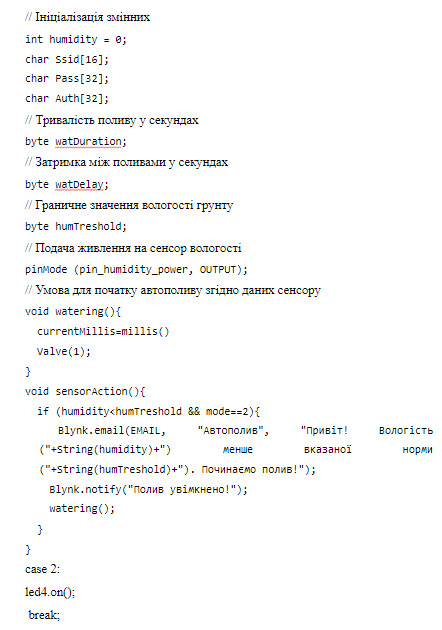 // Ініціалізація змінних
int humidity = 0;
char Ssid[16];
char Pass[32];
char Auth[32];
// Тривалість поливу у секундах
byte watDuration;
// Затримка між поливами у секундах
byte watDelay;
// Граничне значення вологості грунту
byte humTreshold;
// Подача живлення на сенсор вологості
pinMode (pin_humidity_power, OUTPUT);
// Умова для початку автополиву згідно даних сенсору
void watering(){
currentMillis=millis()
Valve(1);
}
void sensorAction(){
if (humidity<humTreshold && mode==2){
Blynk.email(EMAIL, "Автополив", "Привіт! Вологість
("+String(humidity)+") менше вказаної норми
("+String(humTreshold)+"). Починаємо полив!");
Blynk.notify("Полив увімкнено!");
watering();
}
}
case 2:
led4.on();
break;